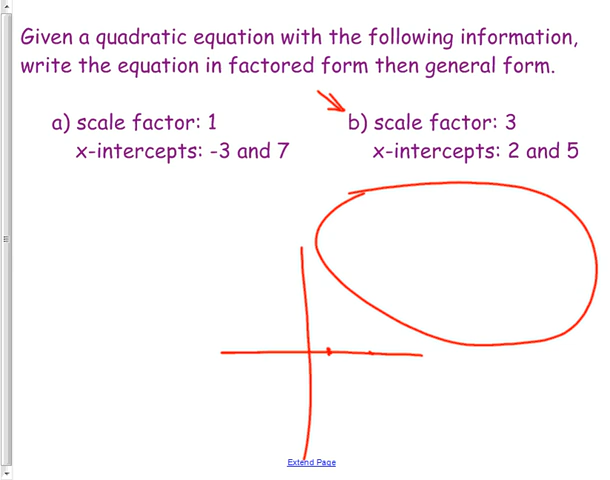 Given a quadratic equation with the following information,
write the equation in factored form then general form.
a) scale factor: 1
x-intercepts: -3 and 7
b) scale factor: 3
x-intercepts: 2 and 5
Extend Page